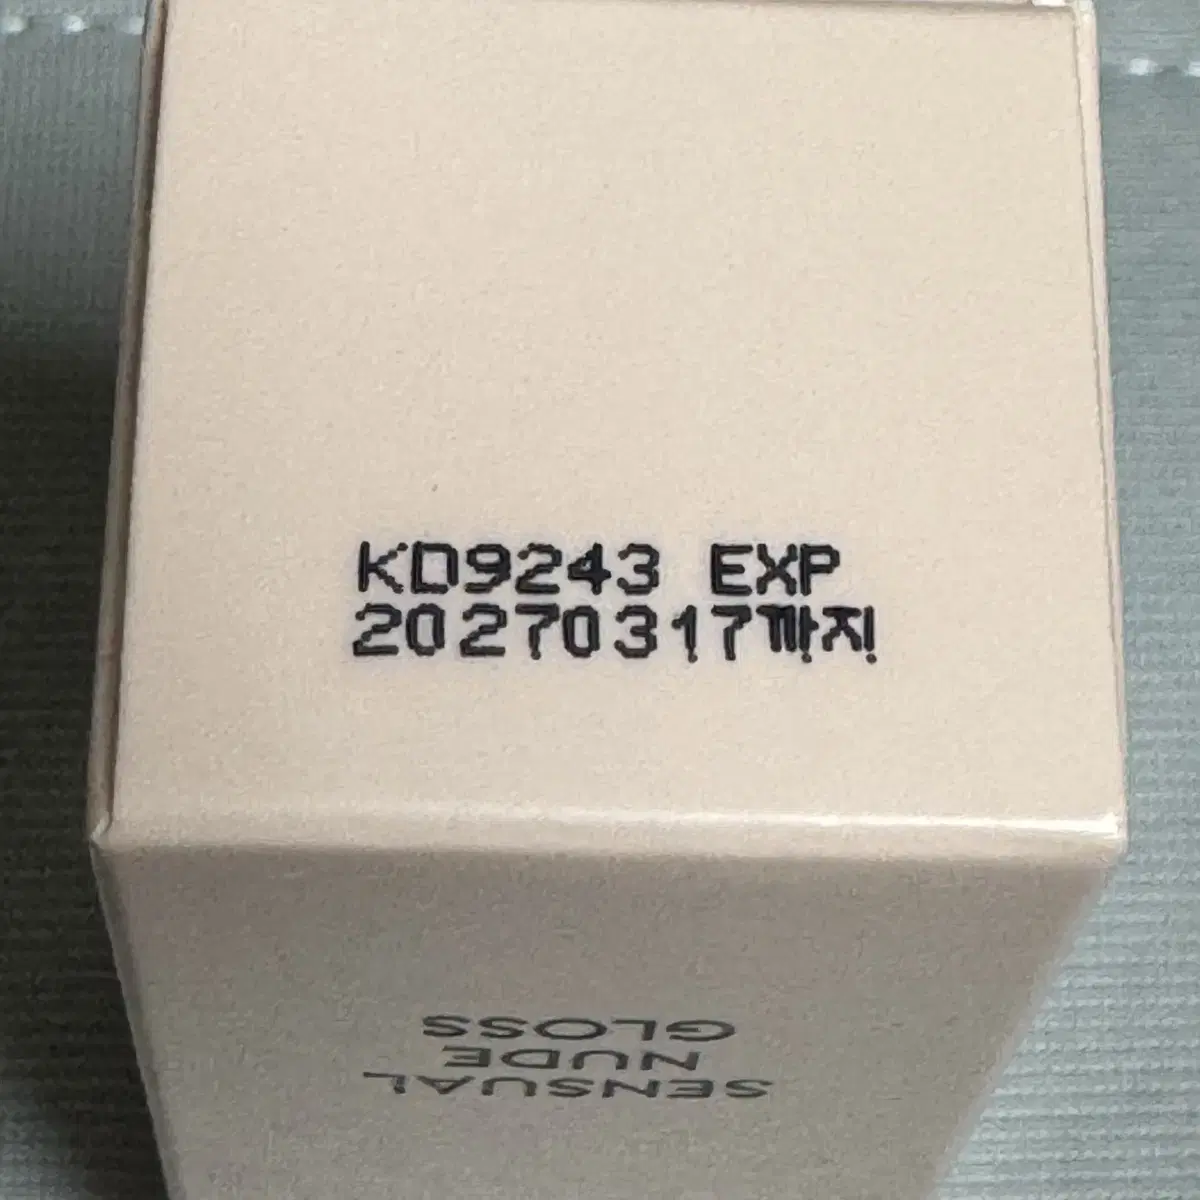 KD9243 EXP
20270317까지
SENSUAL
NUDE
GLOSS